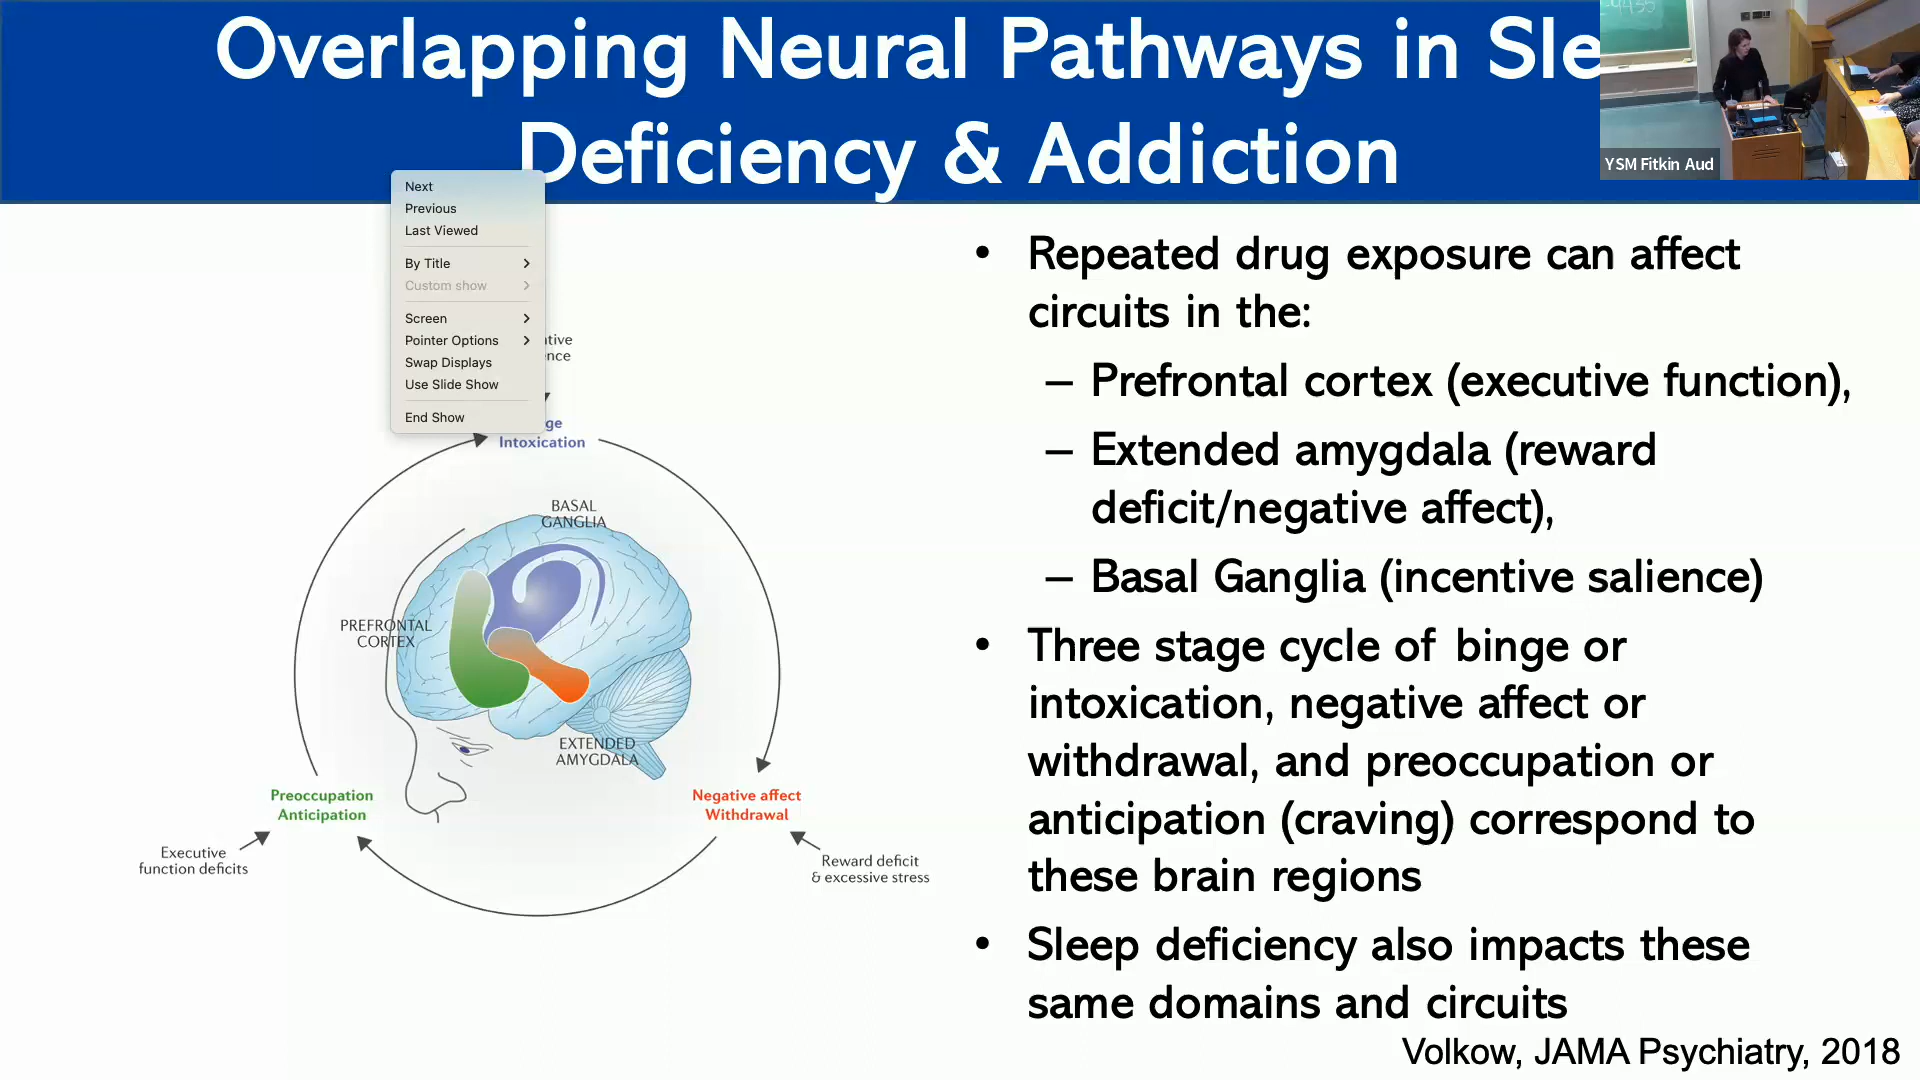 Overlapping Neural Pathways in Sle
Deficiency & Addiction
YSM Fitkin Aud
Next
Previous
Last Viewed
By Title
Custom show
Screen
Pointer Options
Swap Displays
Use Slide Show
End Show
Intoxication
BASAL
GANGLIA
PREFRONTAL
CORTEX
EXTENDED
AMYGDALA
Preoccupation
Anticipation
Negative affect
Withdrawal
Executive
function deficits
Reward deficit
& excessive stress
• Repeated drug exposure can affect
circuits in the:
– Prefrontal cortex (executive function),
– Extended amygdala (reward
deficit/negative affect),
– Basal Ganglia (incentive salience)
• Three stage cycle of binge or
intoxication, negative affect or
withdrawal, and preoccupation or
anticipation (craving) correspond to
these brain regions
• Sleep deficiency also impacts these
same domains and circuits
Volkow, JAMA Psychiatry, 2018